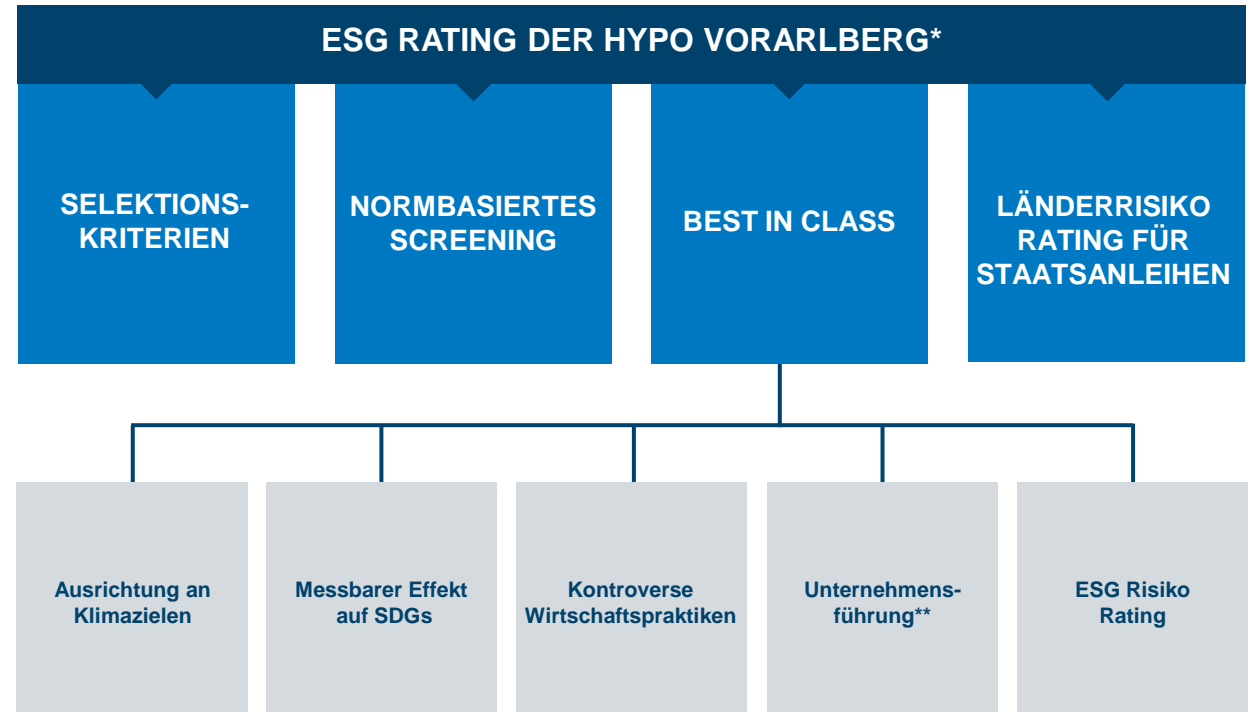 ESG RATING DER HYPO VORARLBERG*
SELEKTIONS-
KRITERIEN
NORMBASIERTES
SCREENING
BEST IN CLASS
LÄNDERRISIKO
RATING FÜR
STAATSANLEIHEN
Ausrichtung an
Klimazielen
Messbarer Effekt
auf SDGs
Kontroverse
Wirtschaftspraktiken
Unternehmens-
führung**
ESG Risiko
Rating